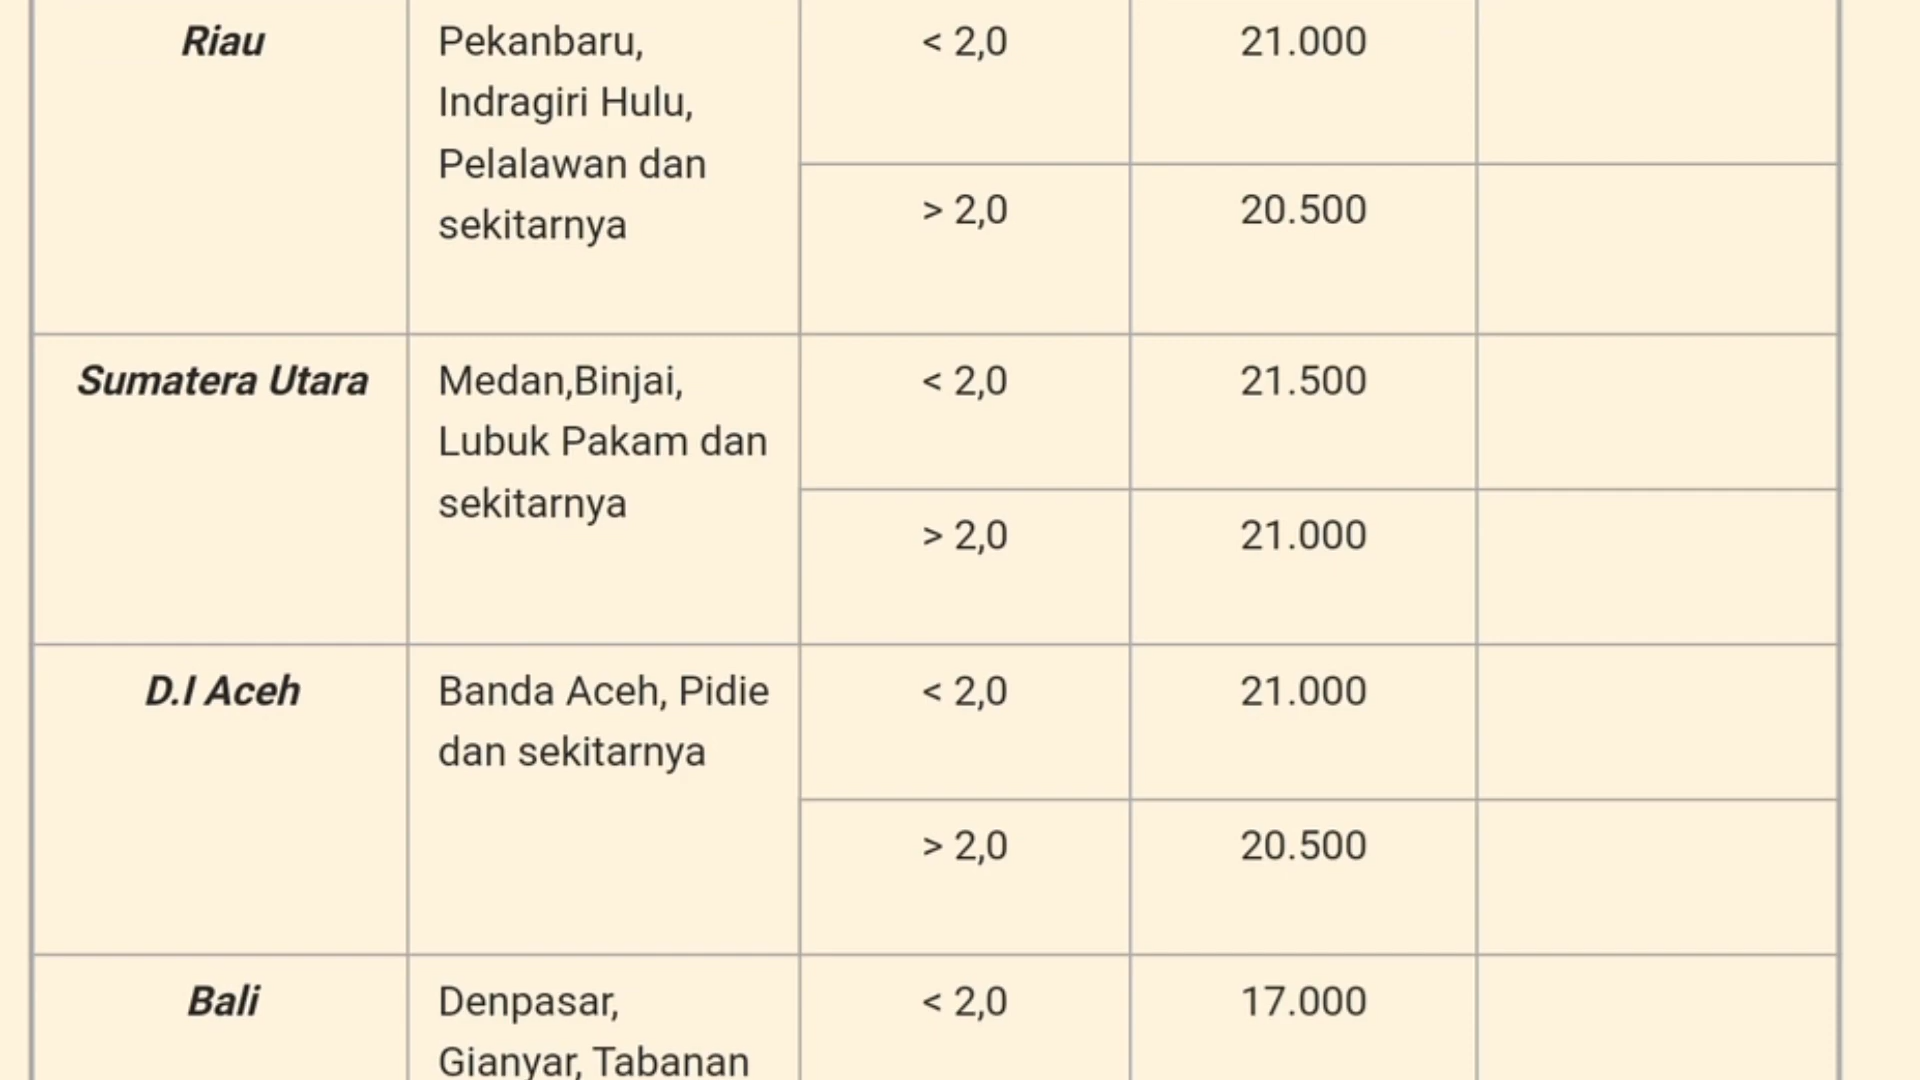 Riau
Pekanbaru,
Indragiri Hulu,
Pelalawan dan
sekitarnya
< 2,0
21.000
> 2,0
20.500
Sumatera Utara
Medan,Binjai,
Lubuk Pakam dan
sekitarnya
< 2,0
21.500
> 2,0
21.000
D.I Aceh
Banda Aceh, Pidie
dan sekitarnya
< 2,0
21.000
> 2,0
20.500
Bali
Denpasar,
Gianyar, Tabanan
< 2,0
17.000